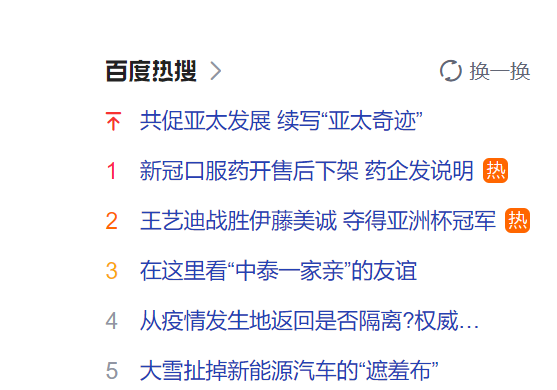 百度热搜 换一换
共促亚太发展 续写“亚太奇迹”
1 新冠口服药开售后下架 药企发说明 热
2 王艺迪战胜伊藤美诚 夺得亚洲杯冠军 热
3 在这里看“中泰一家亲”的友谊
4 从疫情发生地返回是否隔离?权威...
5 大雪扯掉新能源汽车的“遮羞布”